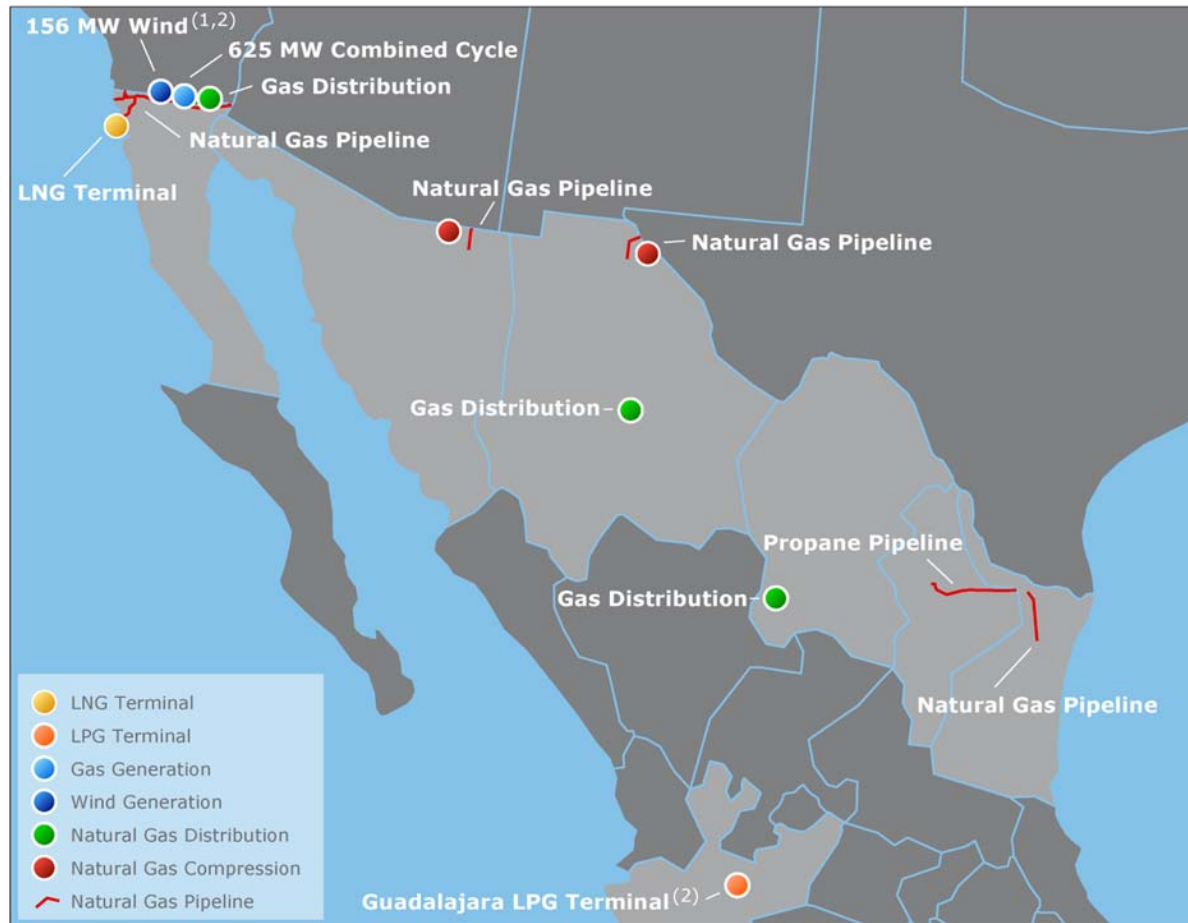 156 MW Wind(1,2)
625 MW Combined Cycle
Gas Distribution
Natural Gas Pipeline
LNG Terminal
Natural Gas Pipeline
Natural Gas Pipeline
Gas Distribution
Propane Pipeline
Gas Distribution
Natural Gas Pipeline
LNG Terminal
LPG Terminal
Gas Generation
Wind Generation
Natural Gas Distribution
Natural Gas Compression
Natural Gas Pipeline
Guadalajara LPG Terminal(2)